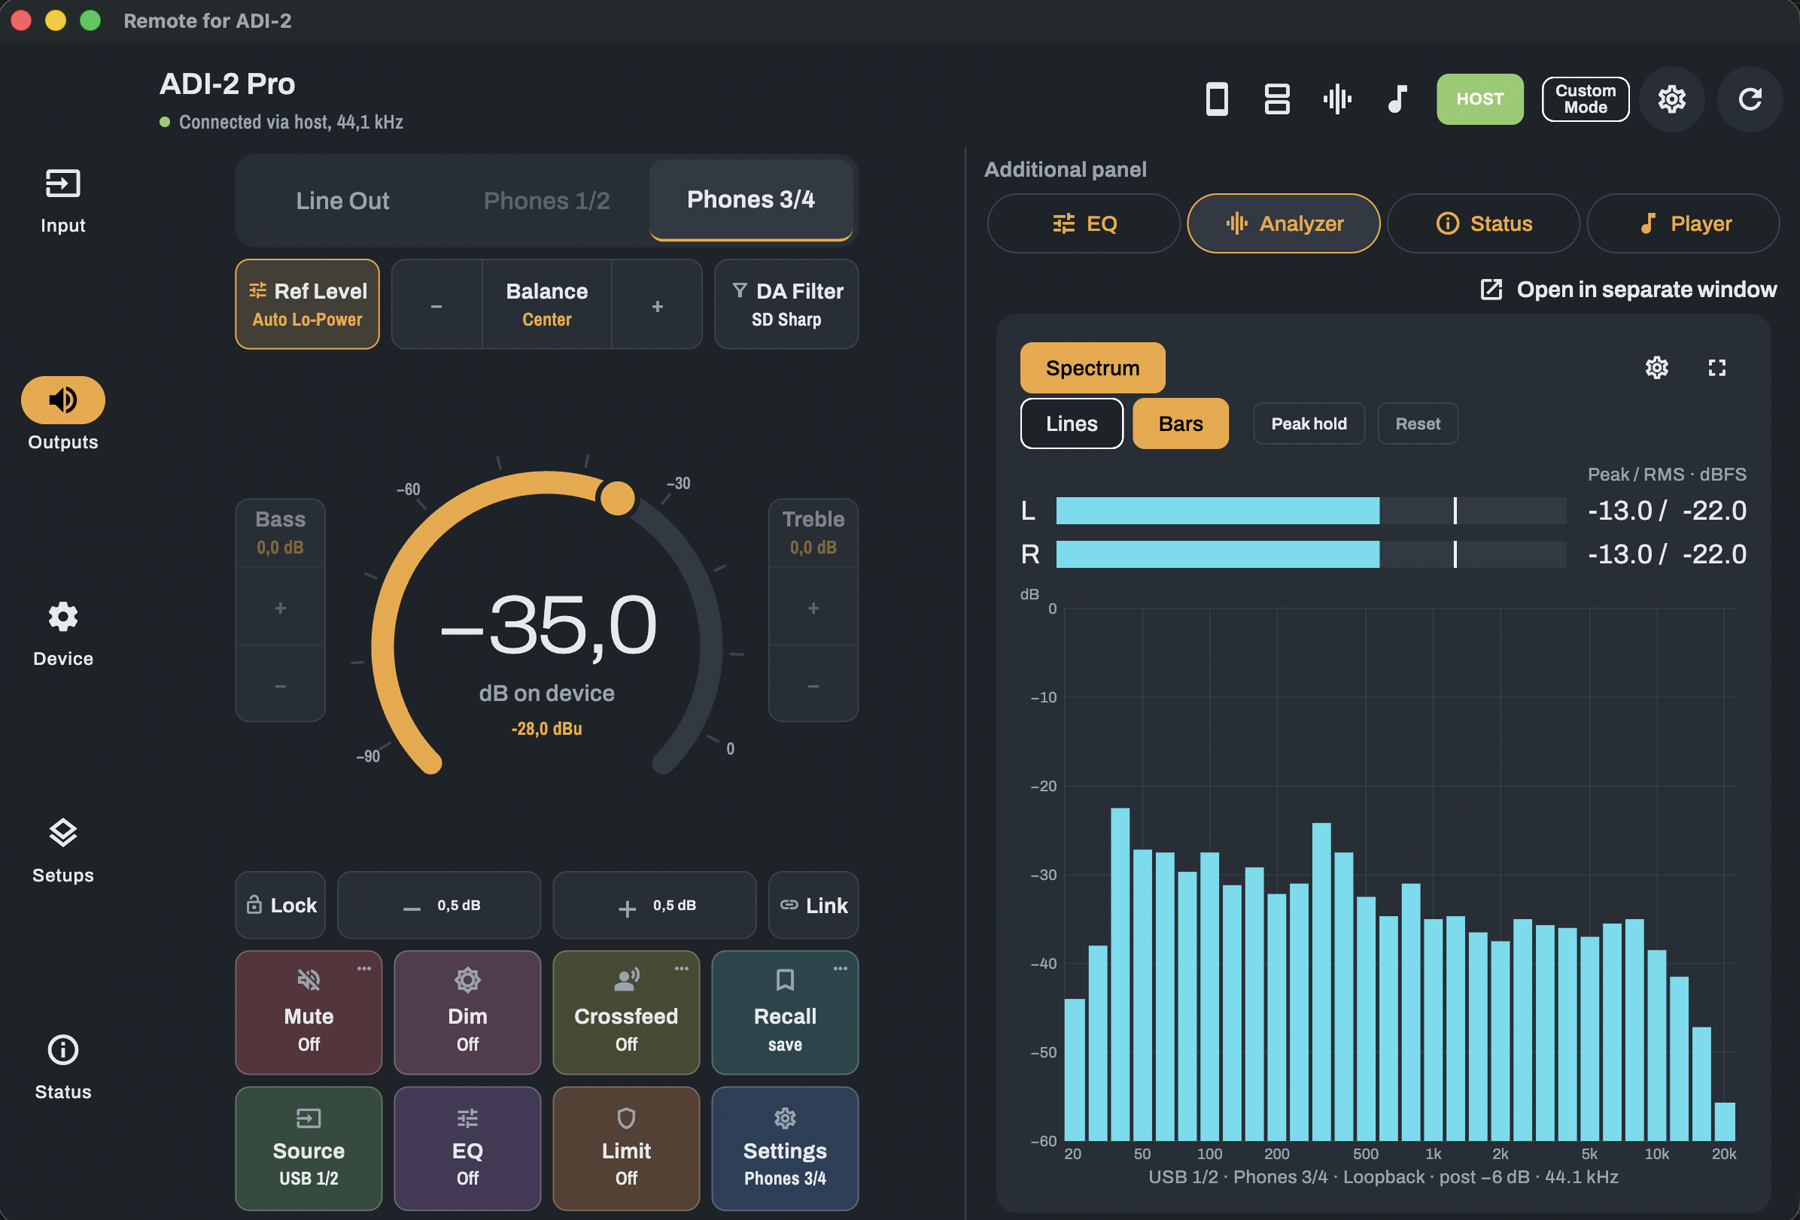 Remote for ADI-2
ADI-2 Pro
Connected via host, 44,1 kHz
HOST
Custom
Mode
Input
Outputs
Device
Setups
Status
Line Out
Phones 1/2
Phones 3/4
Ref Level
Auto Lo-Power
−
Balance
Center
+
DA Filter
SD Sharp
Bass
0,0 dB
+
−
−90
−60
−30
0
−35,0
dB on device
-28,0 dBu
Treble
0,0 dB
+
−
Lock
− 0,5 dB
+ 0,5 dB
Link
Mute
Off
Dim
Off
Crossfeed
Off
Recall
save
Source
USB 1/2
EQ
Off
Limit
Off
Settings
Phones 3/4
Additional panel
EQ
Analyzer
Status
Player
Open in separate window
Spectrum
Lines
Bars
Peak hold
Reset
Peak / RMS · dBFS
L
-13.0 / -22.0
R
-13.0 / -22.0
dB
0
−10
−20
−30
−40
−50
−60
20 50 100 200 500 1k 2k 5k 10k 20k
USB 1/2 · Phones 3/4 · Loopback · post −6 dB · 44.1 kHz